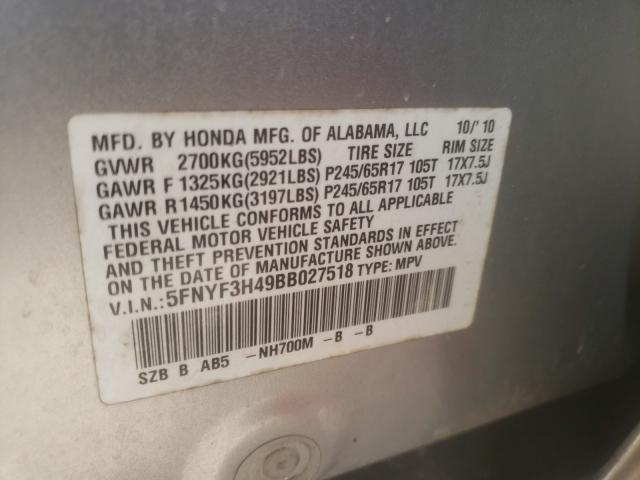 MFD. BY HONDA MFG. OF ALABAMA, LLC 10/'10
GVWR 2700KG(5952LBS) TIRE SIZE RIM SIZE
GAWR F 1325KG(2921LBS) P245/65R17 105T 17X7.5J
GAWR R1450KG(3197LBS) P245/65R17 105T 17X7.5J
THIS VEHICLE CONFORMS TO ALL APPLICABLE
FEDERAL MOTOR VEHICLE SAFETY
AND THEFT PREVENTION STANDARDS IN EFFECT
ON THE DATE OF MANUFACTURE SHOWN ABOVE.
V.I.N.:5FNYF3H49BB027518 TYPE: MPV
SZB B AB5 -NH700M -B -B